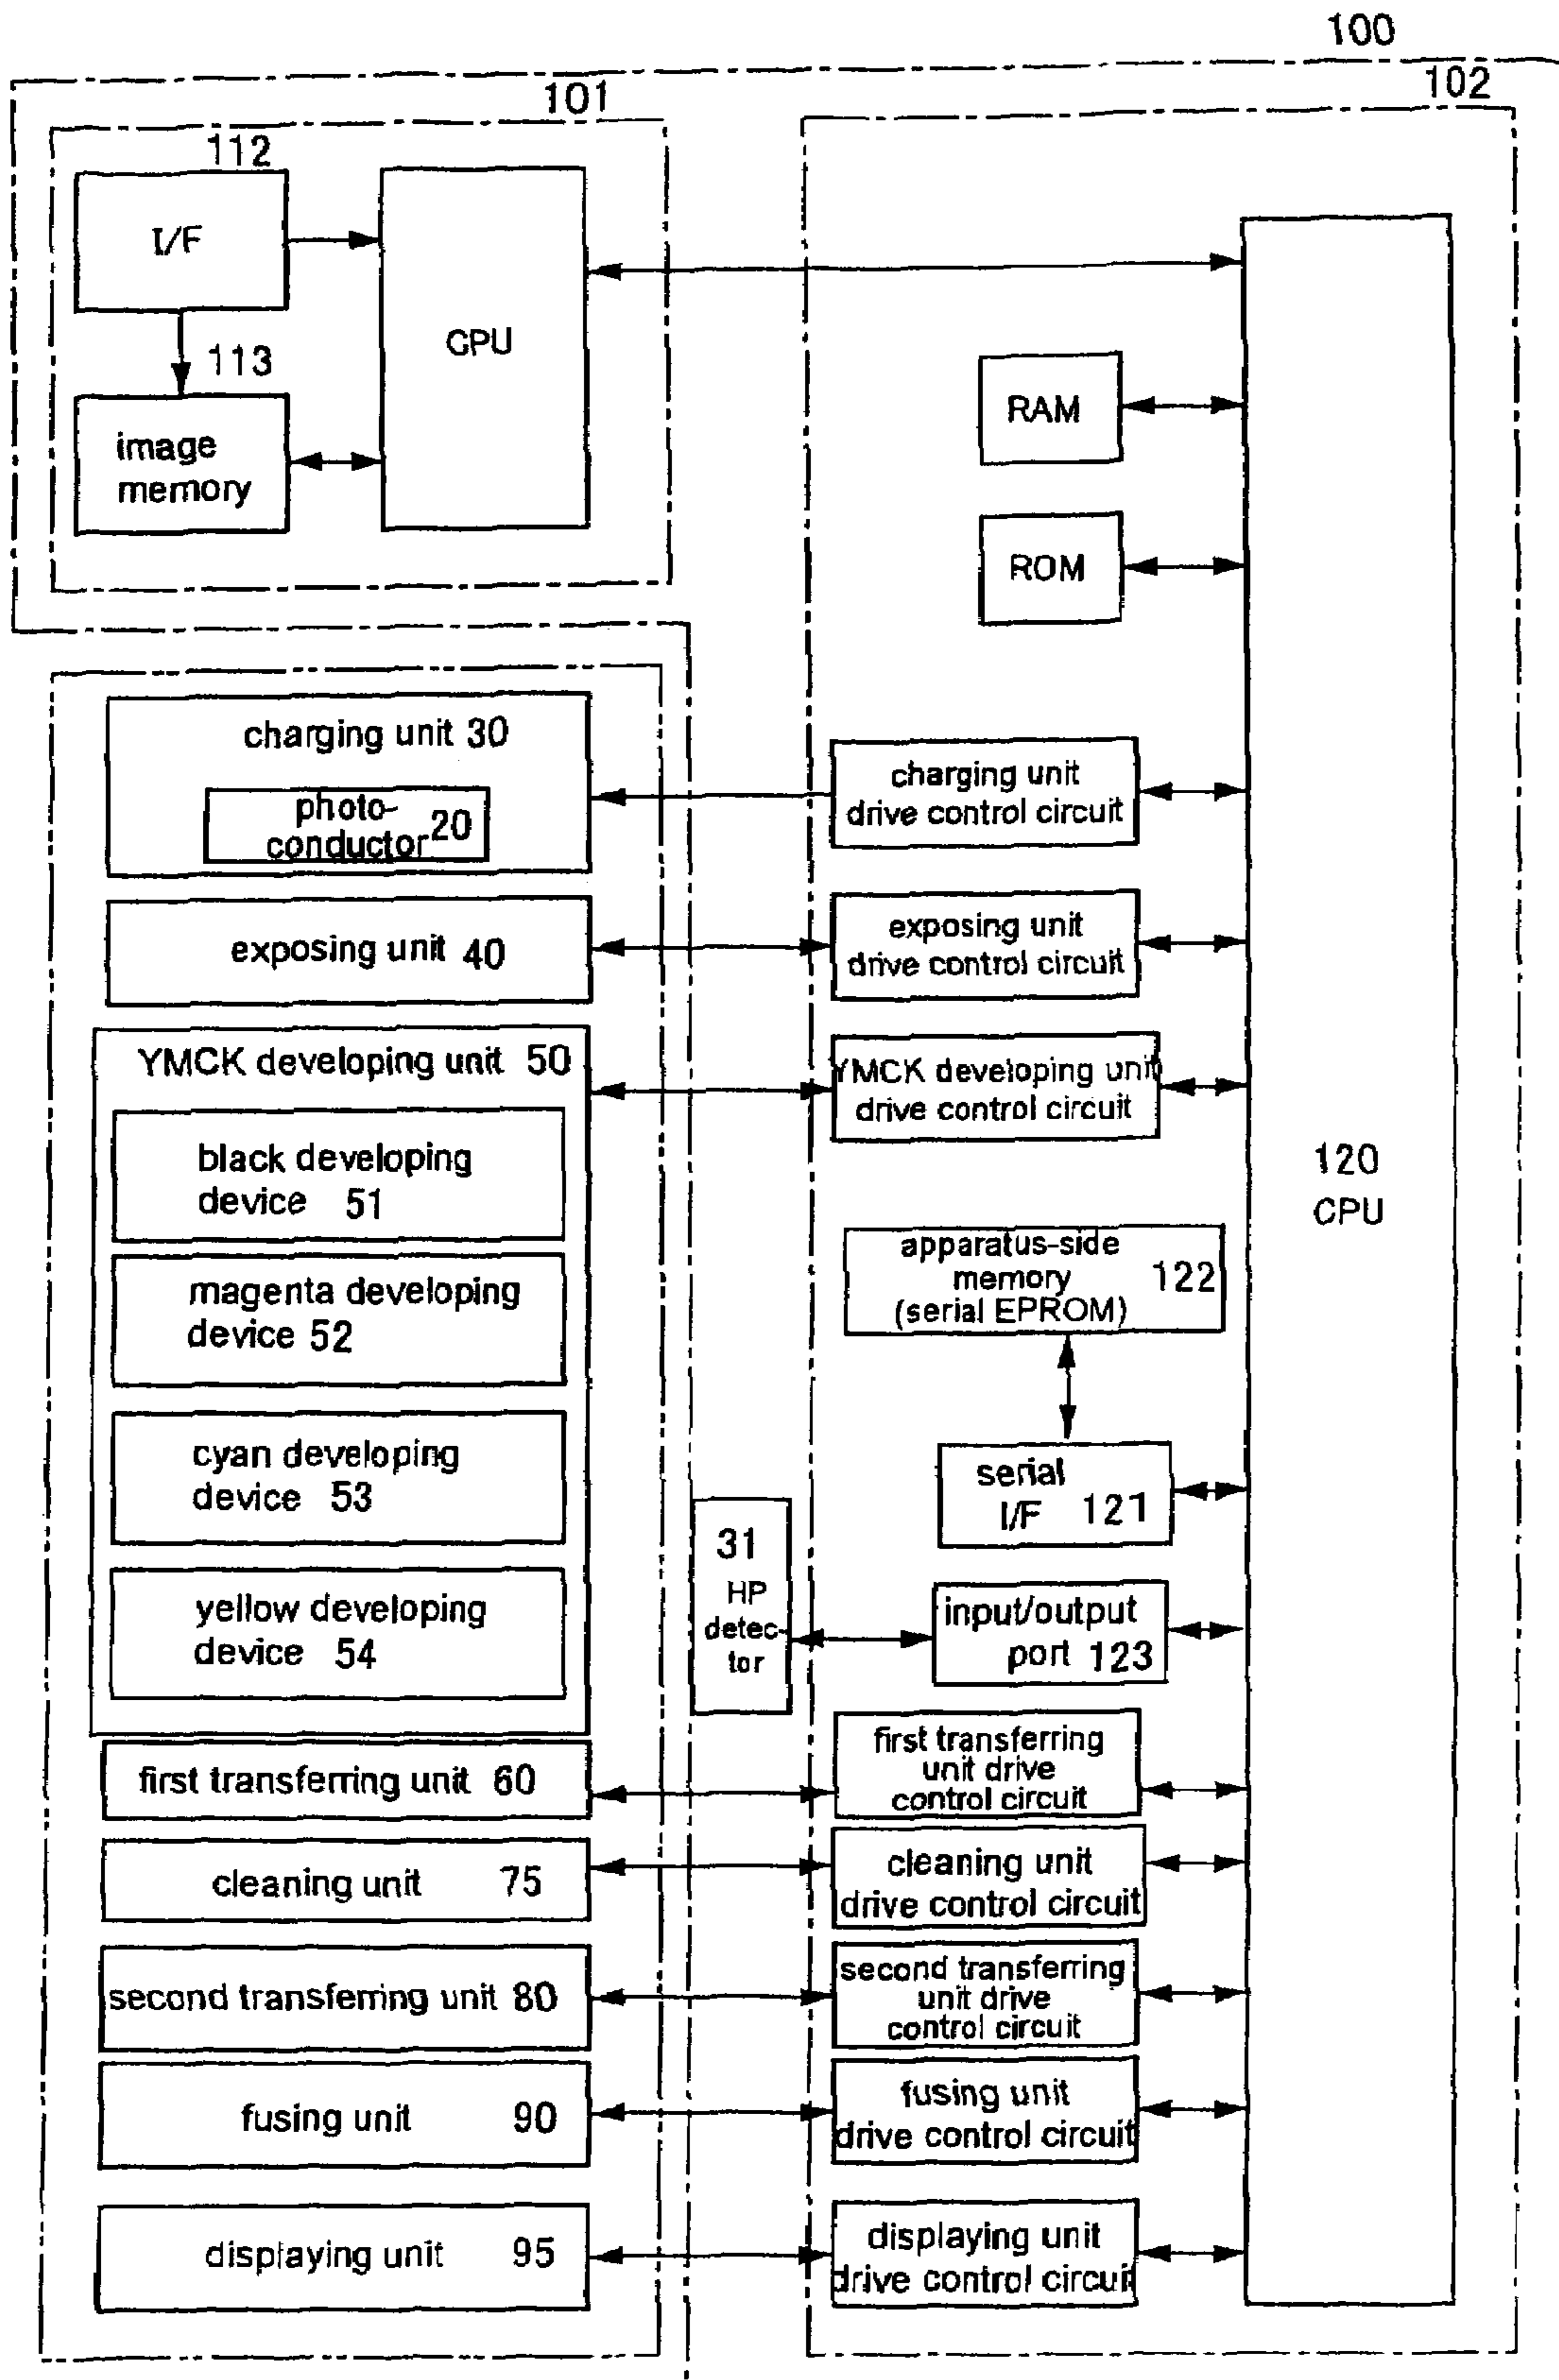 100
101
102
112
I/F
CPU
113
image
memory
RAM
ROM
charging unit 30
photo-
conductor 20
charging unit
drive control circuit
exposing unit 40
exposing unit
drive control circuit
YMCK developing unit 50
YMCK developing unit
drive control circuit
black developing
device 51
magenta developing
device 52
cyan developing
device 53
yellow developing
device 54
120
CPU
apparatus-side
memory 122
(serial EPROM)
serial
I/F 121
31
HP
detec-
tor
input/output
port 123
first transferring unit 60
first transferring
unit drive
control circuit
cleaning unit 75
cleaning unit
drive control circuit
second transferring unit 80
second transferring
unit drive
control circuit
fusing unit 90
fusing unit
drive control circuit
displaying unit 95
displaying unit
drive control circuit